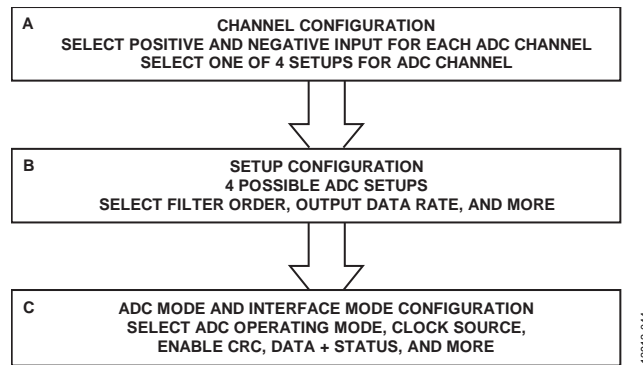 A
CHANNEL CONFIGURATION
SELECT POSITIVE AND NEGATIVE INPUT FOR EACH ADC CHANNEL
SELECT ONE OF 4 SETUPS FOR ADC CHANNEL
B
SETUP CONFIGURATION
4 POSSIBLE ADC SETUPS
SELECT FILTER ORDER, OUTPUT DATA RATE, AND MORE
C
ADC MODE AND INTERFACE MODE CONFIGURATION
SELECT ADC OPERATING MODE, CLOCK SOURCE,
ENABLE CRC, DATA + STATUS, AND MORE